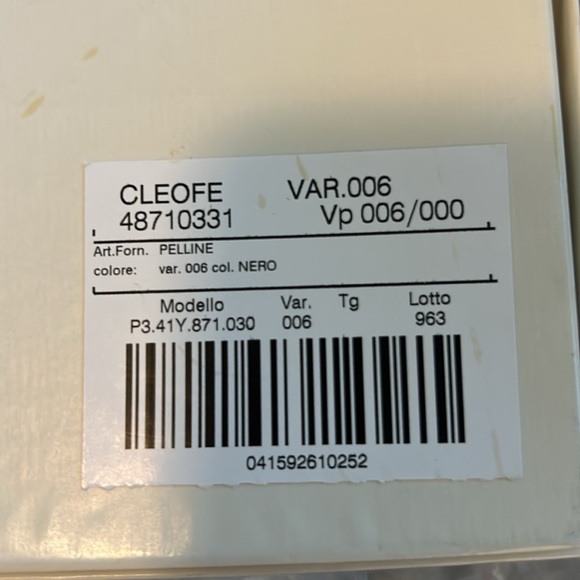 CLEOFE VAR.006
48710331 Vp 006/000
Art.Forn. PELLINE
colore: var. 006 col. NERO
Modello Var. Tg Lotto
P3.41Y.871.030 006 963
041592610252